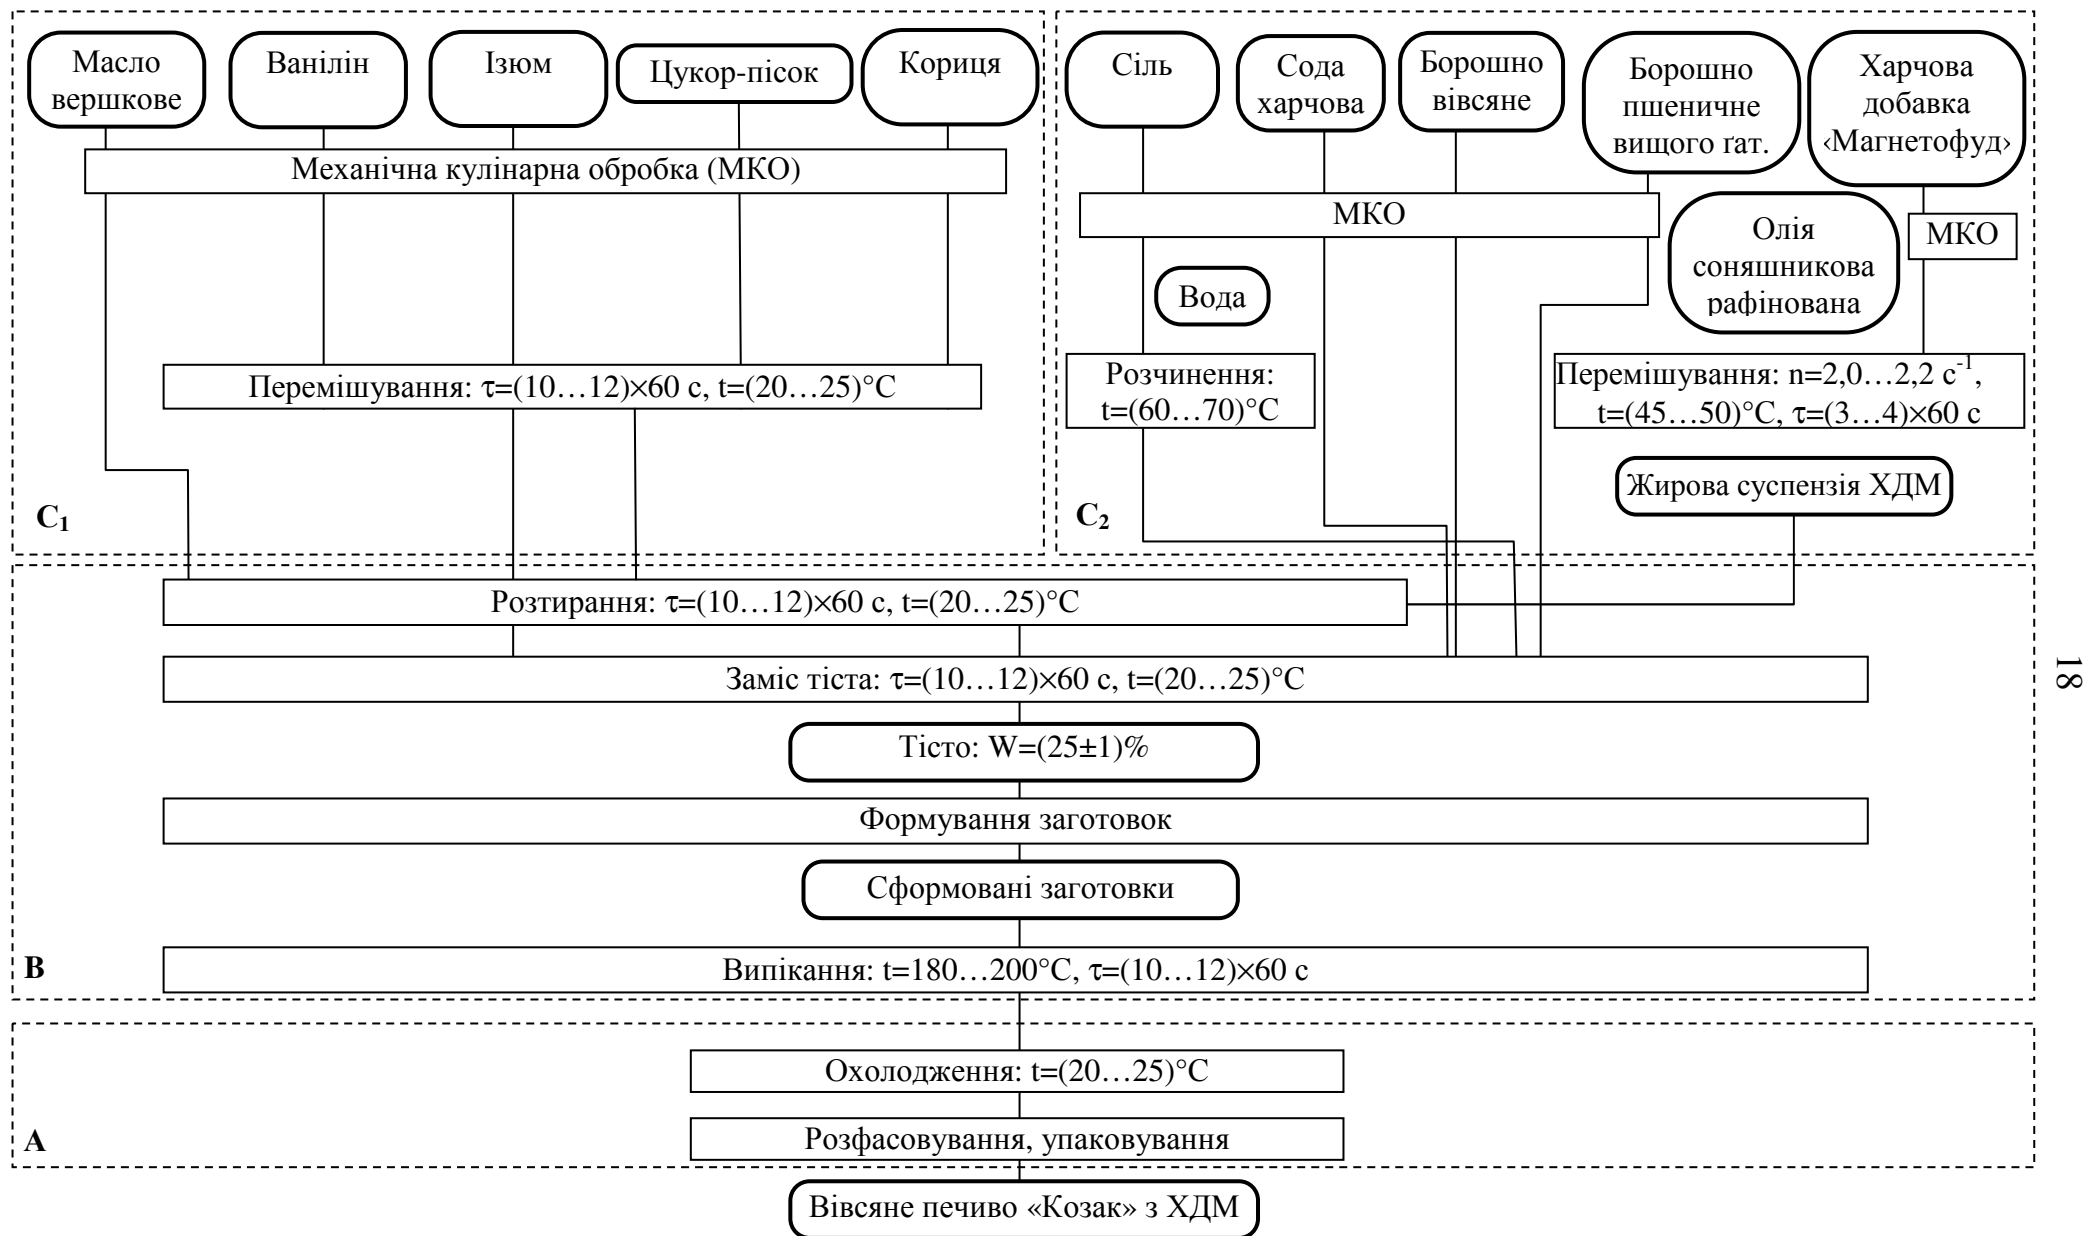 Масло
вершкове
Ванілін
Ізюм
Цукор-пісок
Кориця
Сіль
Сода
харчова
Борошно
вівсяне
Борошно
пшеничне
вищого ґат.
Харчова
добавка
‹Магнетофуд›
Механічна кулінарна обробка (МКО)
МКО
Олія
соняшникова
рафінована
МКО
Вода
Перемішування: τ=(10…12)×60 с, t=(20…25)°С
Розчинення:
t=(60…70)°С
Перемішування: n=2,0…2,2 с⁻¹,
t=(45…50)°С, τ=(3…4)×60 с
Жирова суспензія ХДМ
С₁
С₂
Розтирання: τ=(10…12)×60 с, t=(20…25)°С
Заміс тіста: τ=(10…12)×60 с, t=(20…25)°С
18
Тісто: W=(25±1)%
Формування заготовок
Сформовані заготовки
В
Випікання: t=180…200°С, τ=(10…12)×60 с
Охолодження: t=(20…25)°С
А
Розфасовування, упаковування
Вівсяне печиво «Козак» з ХДМ